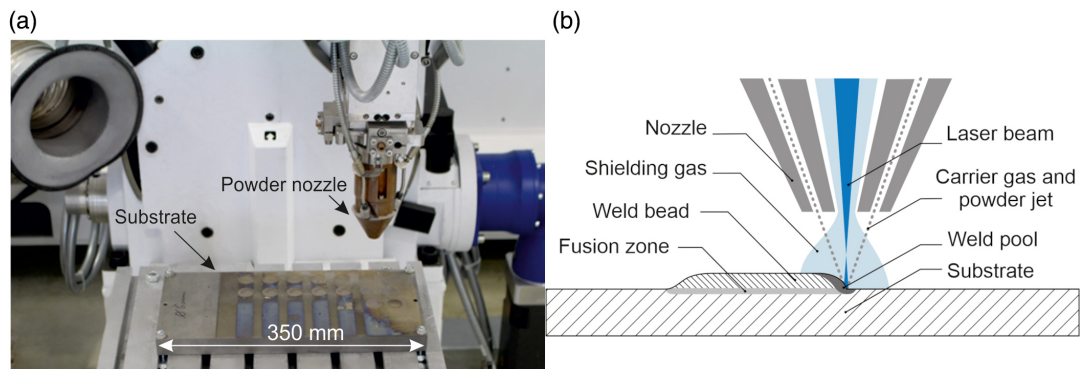 (a)
Powder nozzle
Substrate
350 mm
(b)
Nozzle
Shielding gas
Weld bead
Fusion zone
Laser beam
Carrier gas and
powder jet
Weld pool
Substrate